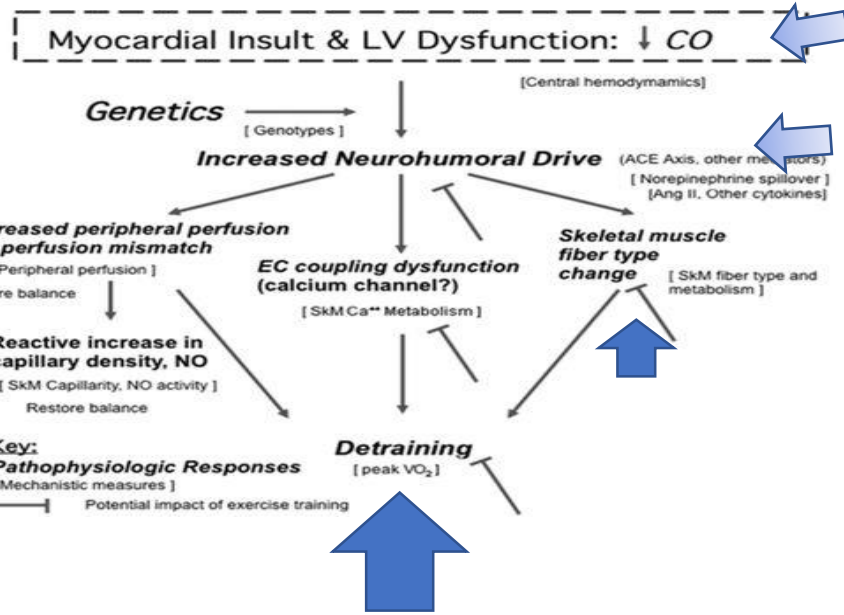 Myocardial Insult & LV Dysfunction: ↓ CO
[Central hemodymamics]
Genetics
[ Genotypes ]
Increased Neurohumoral Drive (ACE Axis, other mediators)
[ Norepinephrine spillover ]
[Ang II, Other cytokines]
reased peripheral perfusion
perfusion mismatch
Peripheral perfusion ]
re balance
EC coupling dysfunction
(calcium channel?)
[ SkM Ca⁺⁺ Metabolism ]
Skeletal muscle
fiber type
change [ SkM fiber type and
metabolism ]
Reactive increase in
capillary density, NO
[ SkM Capillarity, NO activity ]
Restore balance
Key:
Pathophysiologic Responses
Mechanistic measures ]
Potential impact of exercise training
Detraining
[ peak VO₂ ]